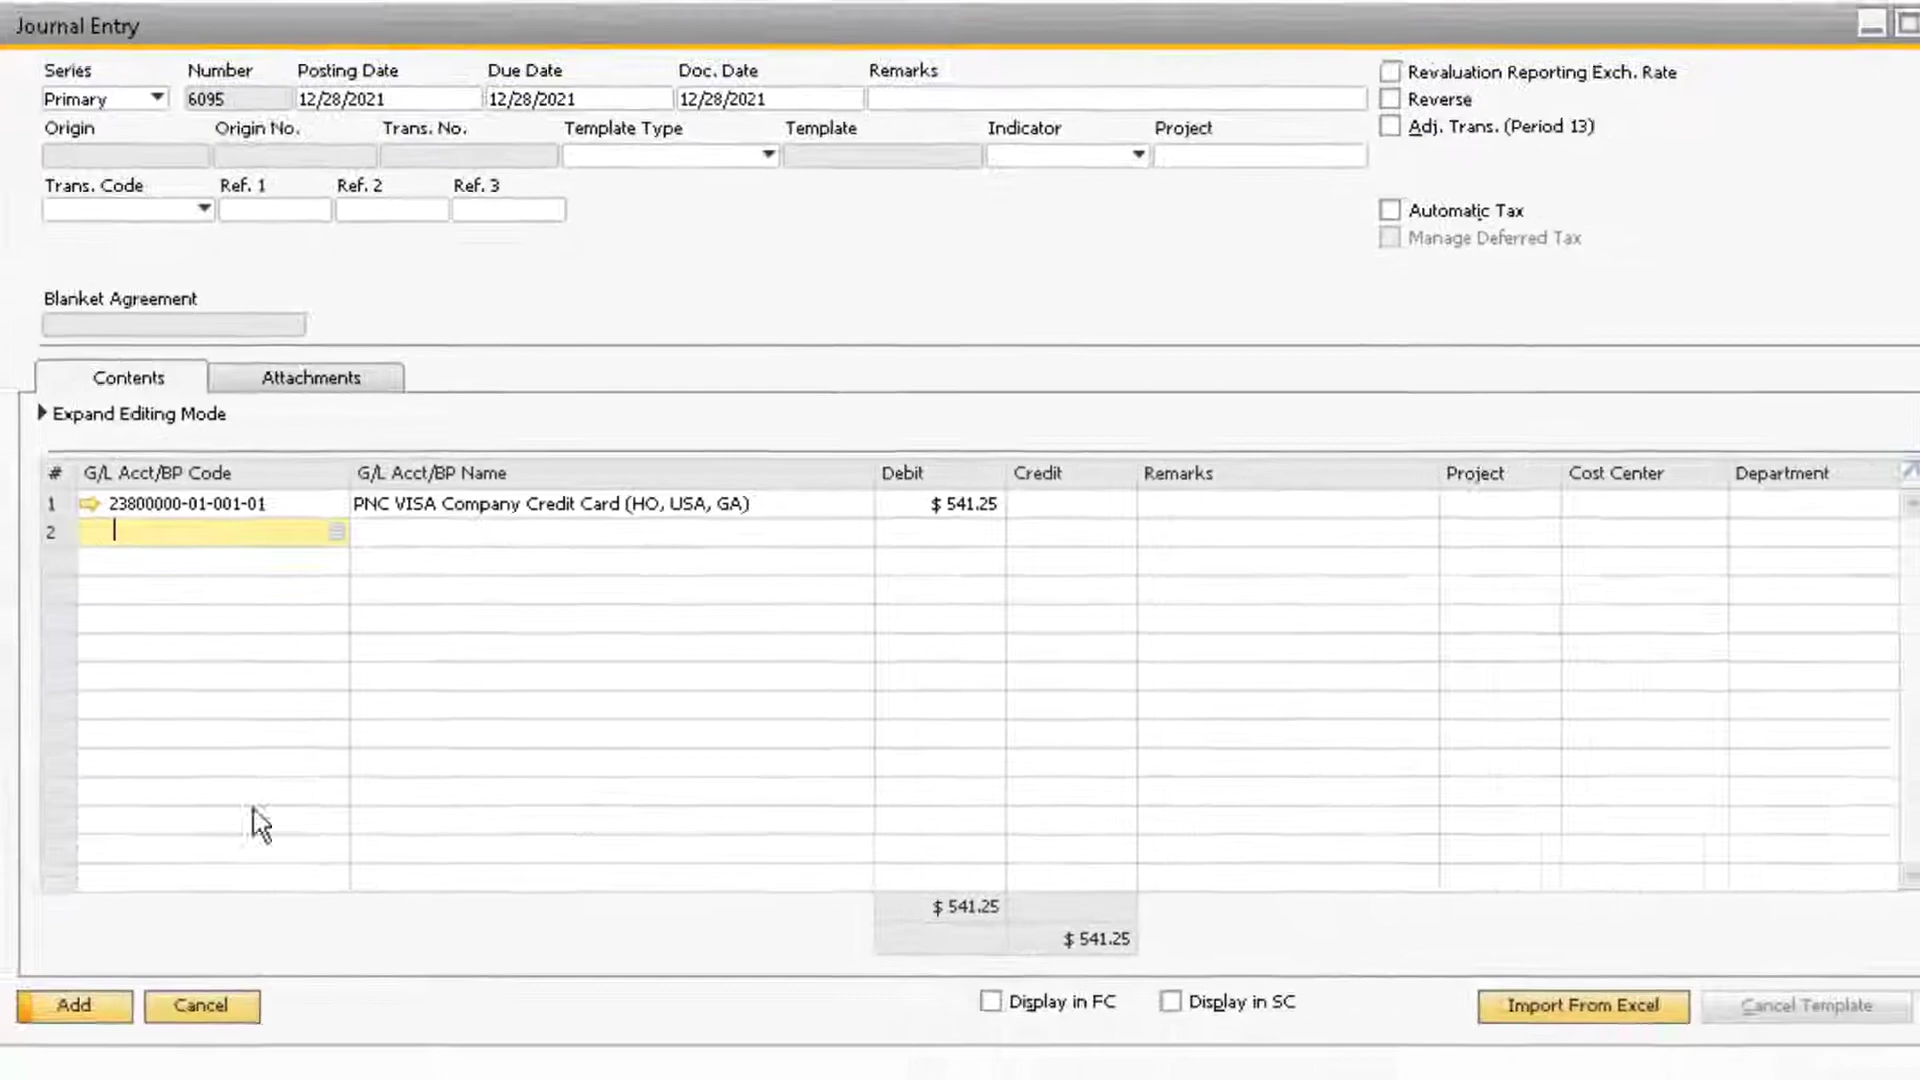 Journal Entry
Series Number Posting Date Due Date Doc. Date Remarks
Primary 6095 12/28/2021 12/28/2021 12/28/2021
Revaluation Reporting Exch. Rate
Reverse
Adj. Trans. (Period 13)
Origin Origin No. Trans. No. Template Type Template Indicator Project
Trans. Code Ref. 1 Ref. 2 Ref. 3
Automatic Tax
Manage Deferred Tax
Blanket Agreement
Contents Attachments
Expand Editing Mode
# G/L Acct/BP Code G/L Acct/BP Name Debit Credit Remarks Project Cost Center Department
1 23800000-01-001-01 PNC VISA Company Credit Card (HO, USA, GA) $ 541.25
2
$ 541.25
$ 541.25
Add Cancel Display in FC Display in SC Import From Excel Cancel Template